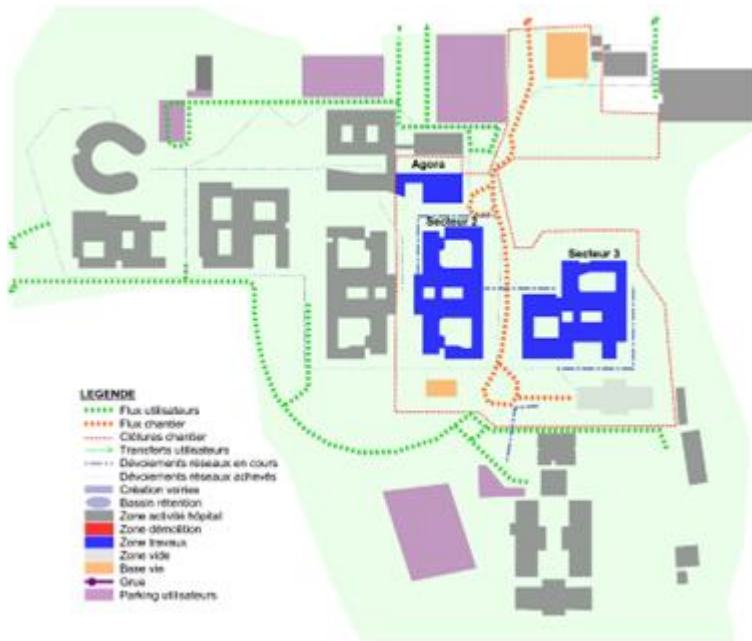 Agora
Secteur 2
Secteur 3
LEGENDE
Flux utilisateurs
Flux chantier
Clôtures chantier
Transferts utilisateurs
Dévoiements réseaux en cours
Dévoiements réseaux achevés
Création voiries
Bassin rétention
Zone activité hôpital
Zone démolition
Zone travaux
Zone vide
Base vie
Grue
Parking utilisateurs